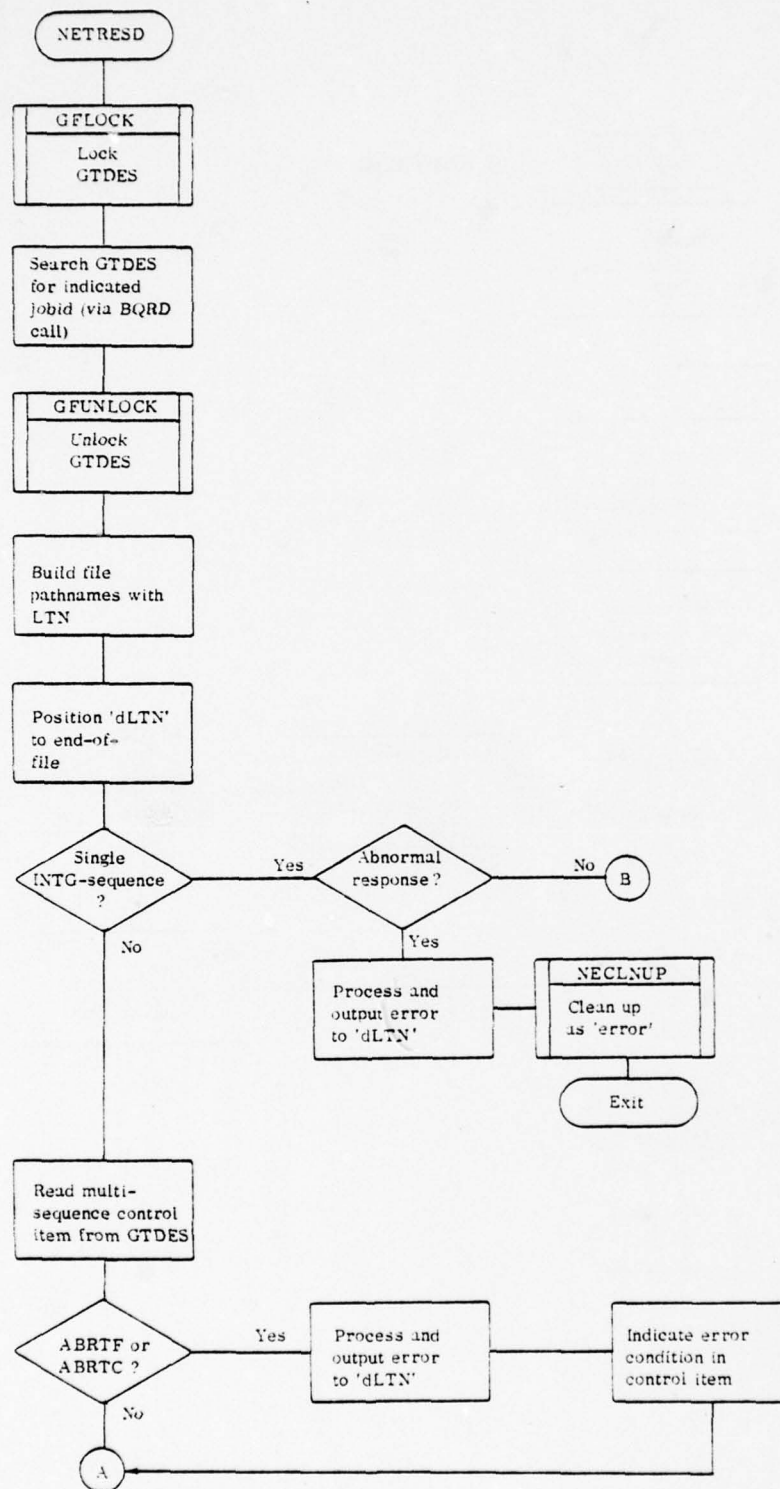 NETRESD
GFLOCK
Lock
GTDES
Search GTDES
for indicated
jobid (via BQRD
call)
GFUNLOCK
Unlock
GTDES
Build file
pathnames with
LTN
Position 'dLTN'
to end-of-
file
Single
INTG-sequence
?
Yes
Abnormal
response?
No
B
No
Yes
Process and
output error
to 'dLTN'
NECLNUP
Clean up
as 'error'
Exit
Read multi-
sequence control
item from GTDES
ABRTF or
ABRTC ?
Yes
Process and
output error
to 'dLTN'
Indicate error
condition in
control item
No
A